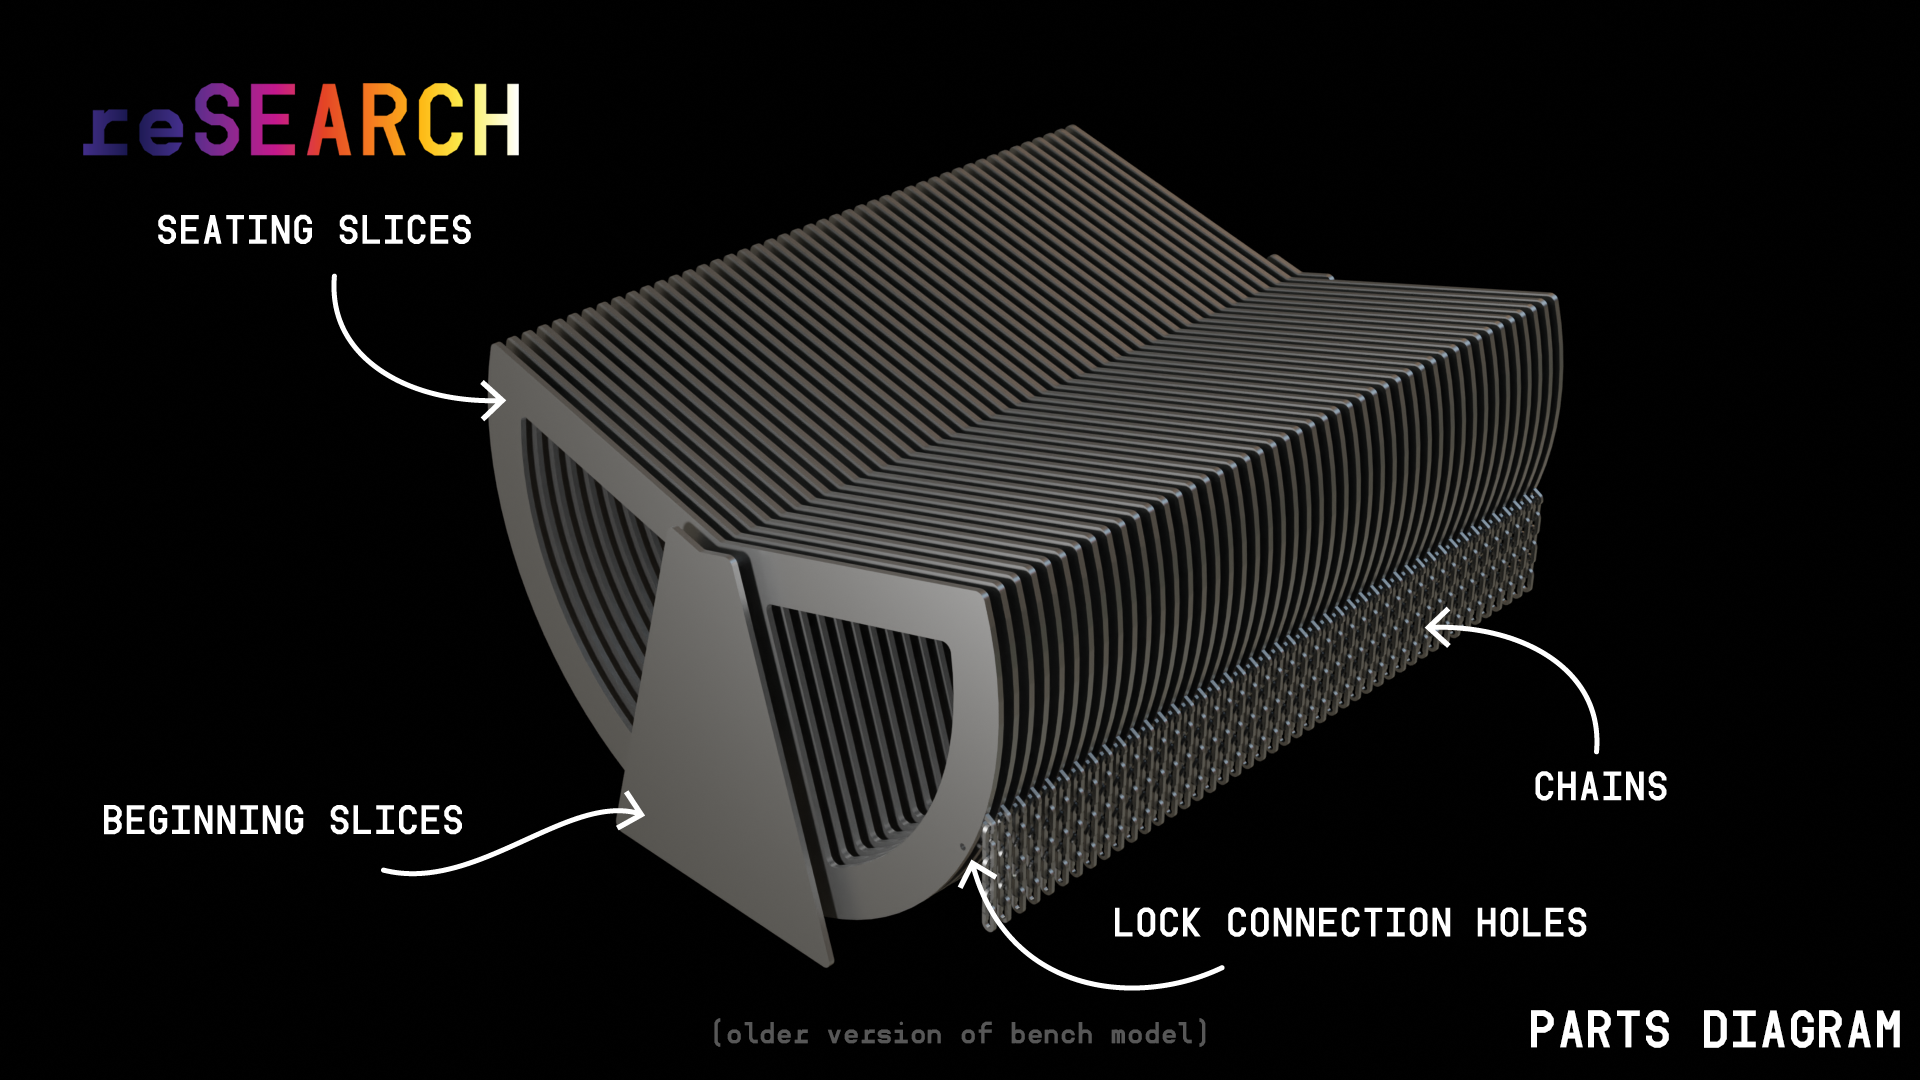 reSEARCH
SEATING SLICES
BEGINNING SLICES
CHAINS
LOCK CONNECTION HOLES
(older version of bench model)
PARTS DIAGRAM